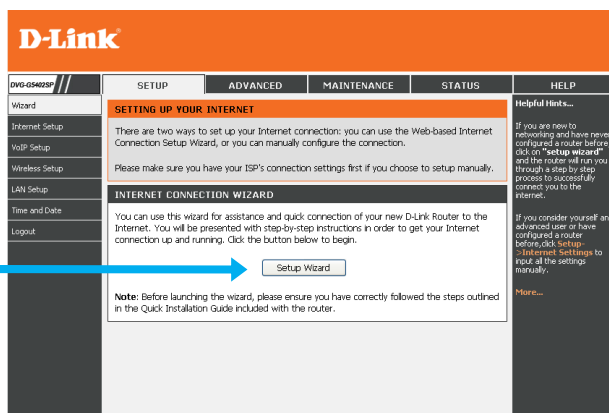 D-Link
DVG-G5402SP
SETUP
ADVANCED
MAINTENANCE
STATUS
HELP
Wizard
Internet Setup
VoIP Setup
Wireless Setup
LAN Setup
Time and Date
Logout
SETTING UP YOUR INTERNET
There are two ways to set up your Internet connection: you can use the Web-based Internet
Connection Setup Wizard, or you can manually configure the connection.
Please make sure you have your ISP's connection settings first if you choose to setup manually.
INTERNET CONNECTION WIZARD
You can use this wizard for assistance and quick connection of your new D-Link Router to the
Internet. You will be presented with step-by-step instructions in order to get your Internet
connection up and running. Click the button below to begin.
Setup Wizard
Note: Before launching the wizard, please ensure you have correctly followed the steps outlined
in the Quick Installation Guide included with the router.
Helpful Hints...
If you are new to
networking and have never
configured a router before
click on "setup wizard"
and the router will run you
through a step by step
process to successfully
connect you to the
internet.
If you consider yourself an
advanced user or have
configured a router
before,click Setup-
>Internet Settings to
input all the settings
manually.
More...